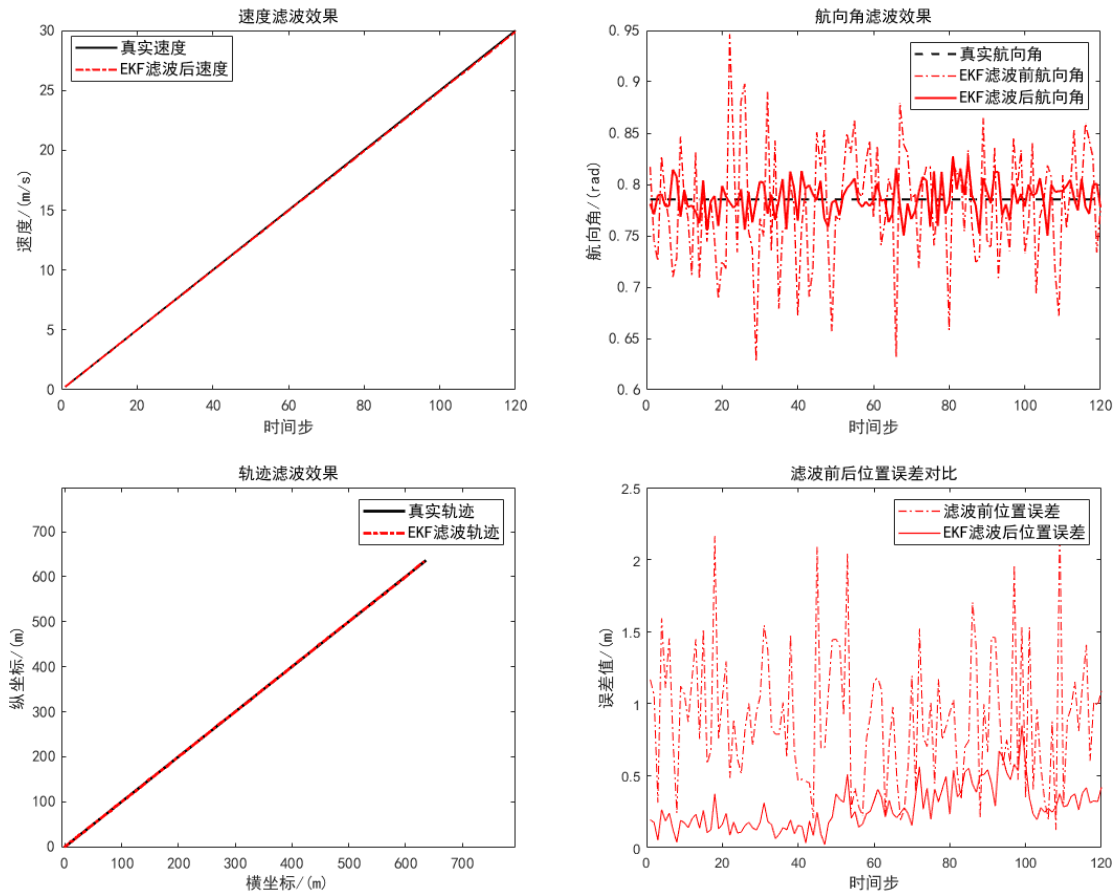 速度滤波效果
真实速度
EKF滤波后速度
30
25
20
15
10
5
0
速度/(m/s)
0 20 40 60 80 100 120
时间步
航向角滤波效果
真实航向角
EKF滤波前航向角
EKF滤波后航向角
0.95
0.9
0.85
0.8
0.75
0.7
0.65
0.6
航向角/(rad)
0 20 40 60 80 100 120
时间步
轨迹滤波效果
真实轨迹
EKF滤波轨迹
700
600
500
400
300
200
100
0
纵坐标/(m)
0 100 200 300 400 500 600 700
横坐标/(m)
滤波前后位置误差对比
滤波前位置误差
EKF滤波后位置误差
2.5
2
1.5
1
0.5
0
误差值/(m)
0 20 40 60 80 100 120
时间步